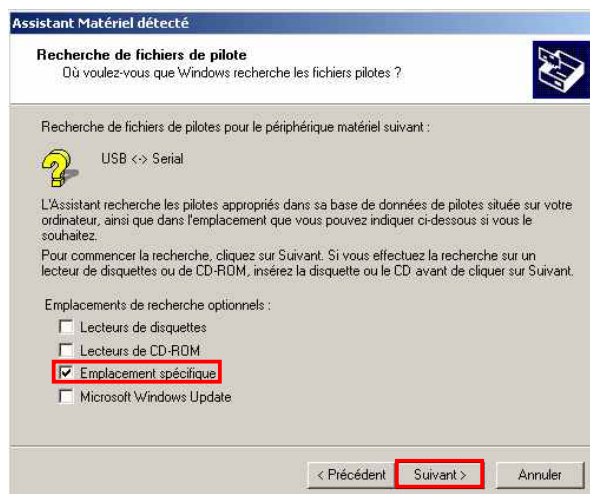 Assistant Matériel détecté
Recherche de fichiers de pilote
Où voulez-vous que Windows recherche les fichiers pilotes ?
Recherche de fichiers de pilotes pour le périphérique matériel suivant :
USB <-> Serial
L'Assistant recherche les pilotes appropriés dans sa base de données de pilotes située sur votre
ordinateur, ainsi que dans l'emplacement que vous pouvez indiquer ci-dessous si vous le
souhaitez.
Pour commencer la recherche, cliquez sur Suivant. Si vous effectuez la recherche sur un
lecteur de disquettes ou de CD-ROM, insérez la disquette ou le CD avant de cliquer sur Suivant.
Emplacements de recherche optionnels :
Lecteurs de disquettes
Lecteurs de CD-ROM
Emplacement spécifique
Microsoft Windows Update
< Précédent Suivant > Annuler